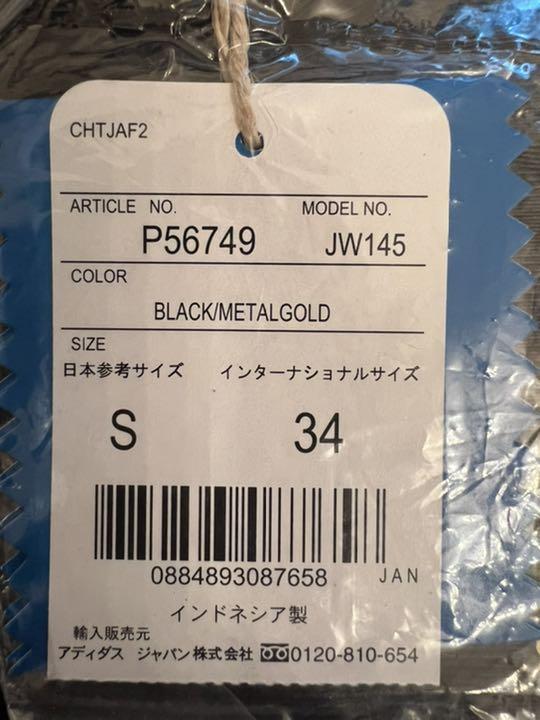 CHTJAF2
ARTICLE NO. MODEL NO.
P56749 JW145
COLOR
BLACK/METALGOLD
SIZE
日本参考サイズ インターナショナルサイズ
S 34
0884893087658 JAN
インドネシア製
輸入販売元
アディダス ジャパン株式会社 0120-810-654